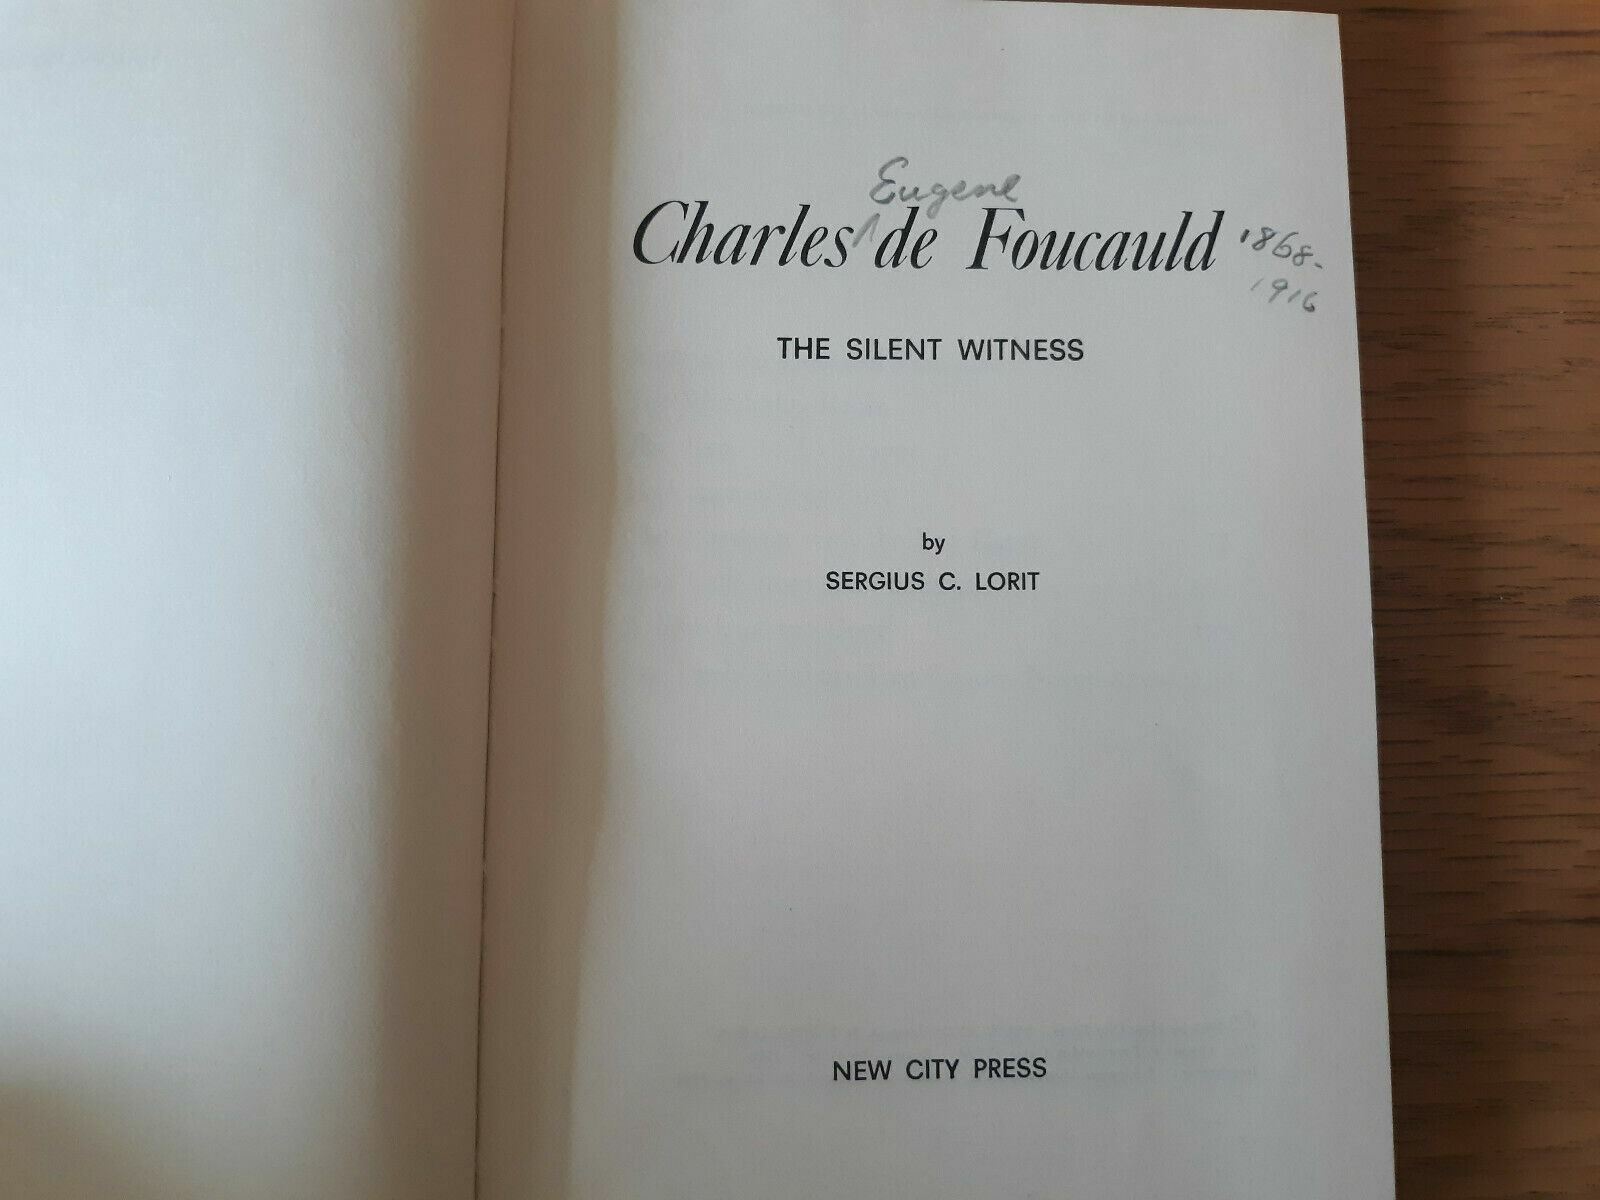 Eugene
Charles ^ de Foucauld 1868-
1916
THE SILENT WITNESS
by
SERGIUS C. LORIT
NEW CITY PRESS